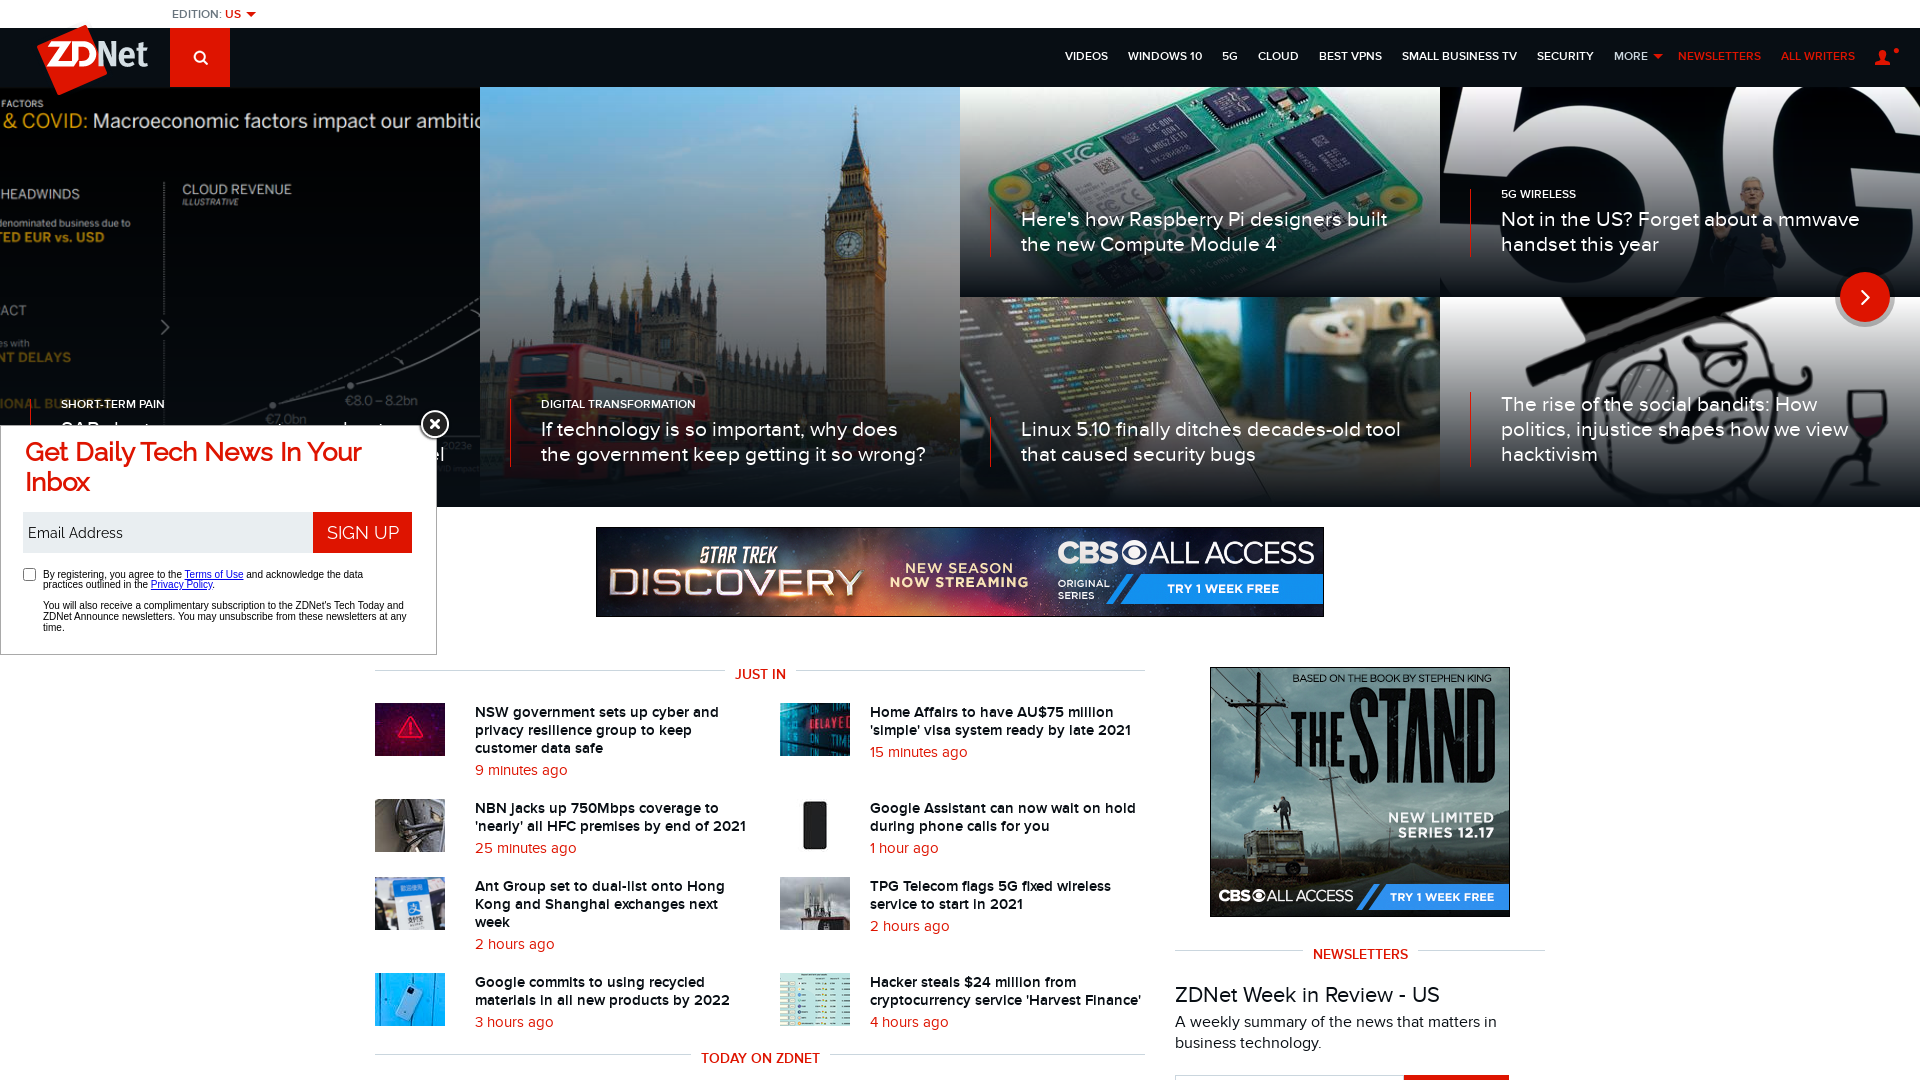 EDITION: US
ZDNet
VIDEOS WINDOWS 10 5G CLOUD BEST VPNS SMALL BUSINESS TV SECURITY MORE NEWSLETTERS ALL WRITERS
FACTORS
& COVID: Macroeconomic factors impact our ambitic
HEADWINDS
CLOUD REVENUE
ILLUSTRATIVE
denominated business due to
TED EUR vs. USD
ACT
es with
NT DELAYS
€7.0bn
€8.0 – 8.2bn
SHORT-TERM PAIN
DIGITAL TRANSFORMATION
If technology is so important, why does
the government keep getting it so wrong?
Here's how Raspberry Pi designers built
the new Compute Module 4
5G
5G WIRELESS
Not in the US? Forget about a mmwave
handset this year
Linux 5.10 finally ditches decades-old tool
that caused security bugs
The rise of the social bandits: How
politics, injustice shapes how we view
hacktivism
Get Daily Tech News In Your
Inbox
Email Address
SIGN UP
By registering, you agree to the Terms of Use and acknowledge the data
practices outlined in the Privacy Policy.
You will also receive a complimentary subscription to the ZDNet's Tech Today and
ZDNet Announce newsletters. You may unsubscribe from these newsletters at any
time.
STAR TREK
DISCOVERY
NEW SEASON
NOW STREAMING
CBS ALL ACCESS
ORIGINAL
SERIES
TRY 1 WEEK FREE
JUST IN
NSW government sets up cyber and
privacy resilience group to keep
customer data safe
9 minutes ago
DELAYED
Home Affairs to have AU$75 million
'simple' visa system ready by late 2021
15 minutes ago
NBN jacks up 750Mbps coverage to
'nearly' all HFC premises by end of 2021
25 minutes ago
Google Assistant can now wait on hold
during phone calls for you
1 hour ago
Ant Group set to dual-list onto Hong
Kong and Shanghai exchanges next
week
2 hours ago
TPG Telecom flags 5G fixed wireless
service to start in 2021
2 hours ago
Google commits to using recycled
materials in all new products by 2022
3 hours ago
Hacker steals $24 million from
cryptocurrency service 'Harvest Finance'
4 hours ago
TODAY ON ZDNET
BASED ON THE BOOK BY STEPHEN KING
THE STAND
NEW LIMITED
SERIES 12.17
CBS ALL ACCESS
TRY 1 WEEK FREE
NEWSLETTERS
ZDNet Week in Review - US
A weekly summary of the news that matters in
business technology.